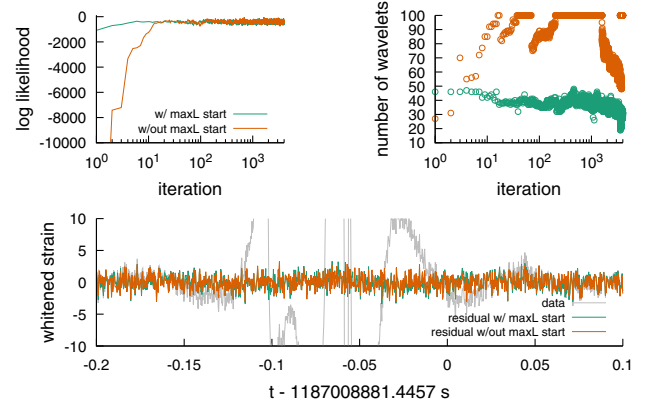 0
-2000
-4000
-6000
-8000
-10000
log likelihood
w/ maxL start
w/out maxL start
10^0 10^1 10^2 10^3
iteration
100
90
80
70
60
50
40
30
20
10
number of wavelets
10^0 10^1 10^2 10^3
iteration
10
5
0
-5
-10
whitened strain
data
residual w/ maxL start
residual w/out maxL start
-0.2 -0.15 -0.1 -0.05 0 0.05 0.1
t - 1187008881.4457 s